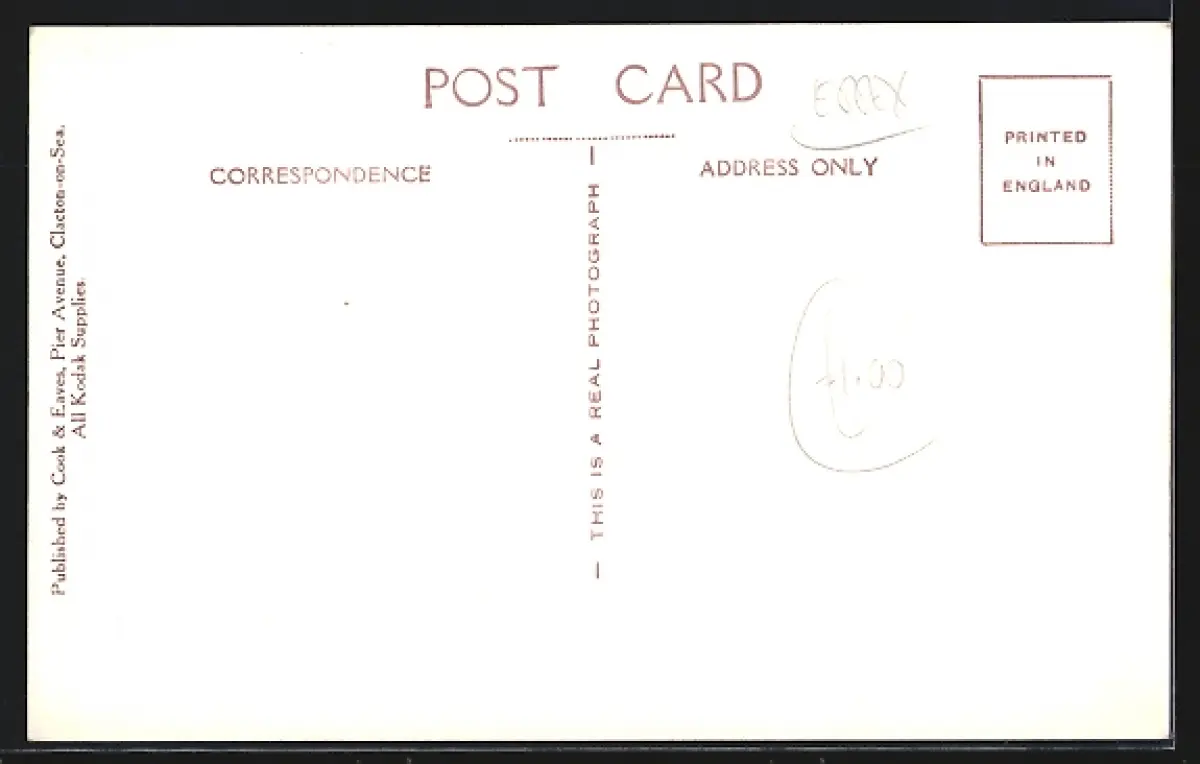 POST CARD
ESSEX
CORRESPONDENCE
ADDRESS ONLY
PRINTED
IN
ENGLAND
— THIS IS A REAL PHOTOGRAPH —
£1.00
Published by Cook & Eaves, Pier Avenue, Clacton-on-Sea.
All Kodak Supplies.